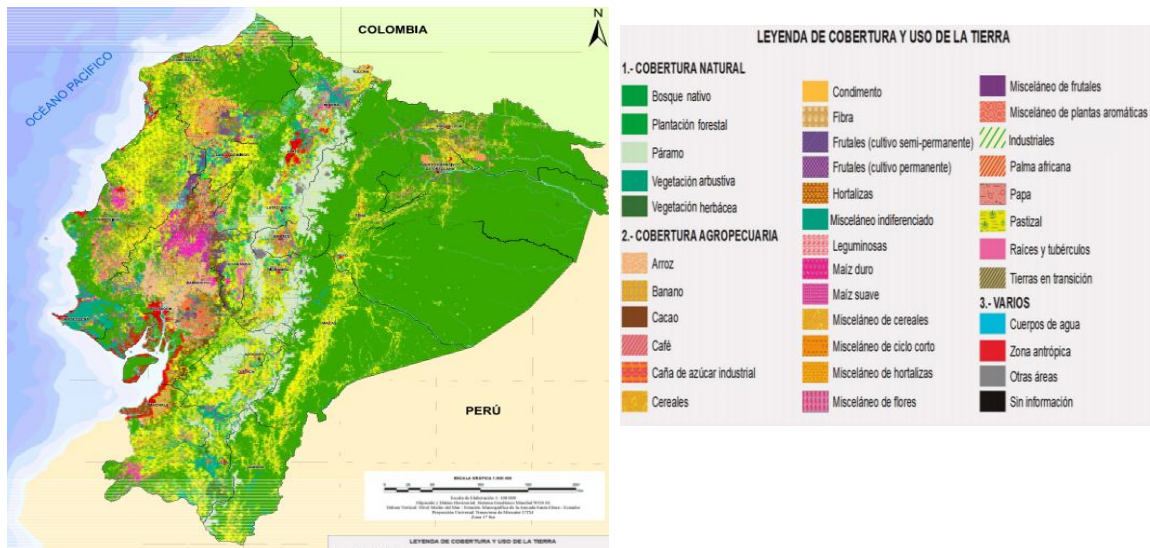 COLOMBIA
N
OCÉANO PACÍFICO
PERÚ
ESCALA GRÁFICA
LEYENDA DE COBERTURA Y USO DE LA TIERRA
LEYENDA DE COBERTURA Y USO DE LA TIERRA
1.- COBERTURA NATURAL
Bosque nativo
Plantación forestal
Páramo
Vegetación arbustiva
Vegetación herbácea
2.- COBERTURA AGROPECUARIA
Arroz
Banano
Cacao
Café
Caña de azúcar industrial
Cereales
Condimento
Fibra
Frutales (cultivo semi-permanente)
Frutales (cultivo permanente)
Hortalizas
Misceláneo indiferenciado
Leguminosas
Maíz duro
Maíz suave
Misceláneo de cereales
Misceláneo de ciclo corto
Misceláneo de hortalizas
Misceláneo de flores
Misceláneo de frutales
Misceláneo de plantas aromáticas
Industriales
Palma africana
Papa
Pastizal
Raíces y tubérculos
Tierras en transición
3.- VARIOS
Cuerpos de agua
Zona antrópica
Otras áreas
Sin información